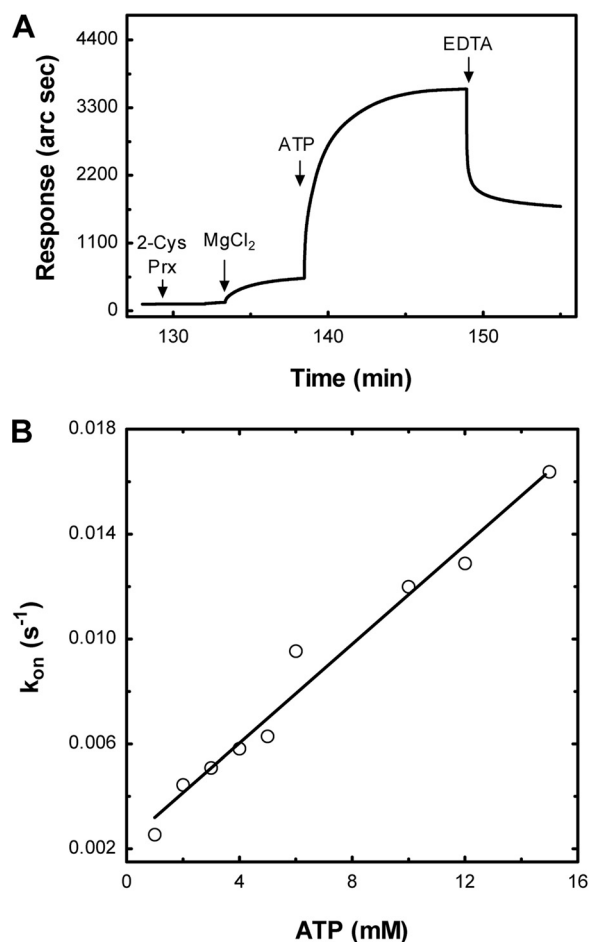 A
4400
3300
2200
1100
0
Response (arc sec)
2-Cys
Prx
MgCl₂
ATP
EDTA
130
140
150
Time (min)
B
0.018
0.014
0.010
0.006
0.002
kon (s⁻¹)
0
4
8
12
16
ATP (mM)